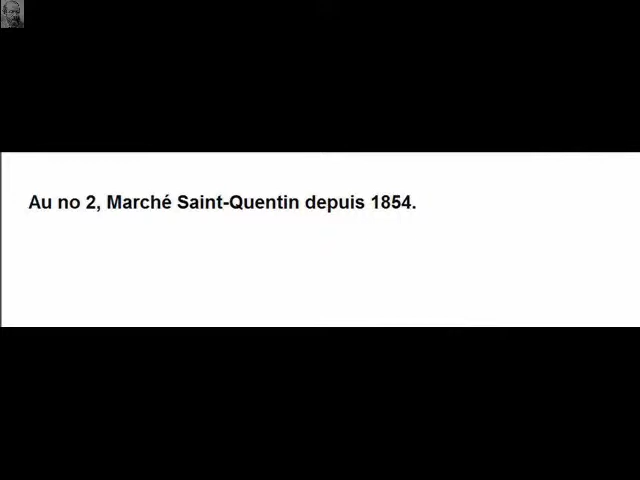 Au no 2, Marché Saint-Quentin depuis 1854.